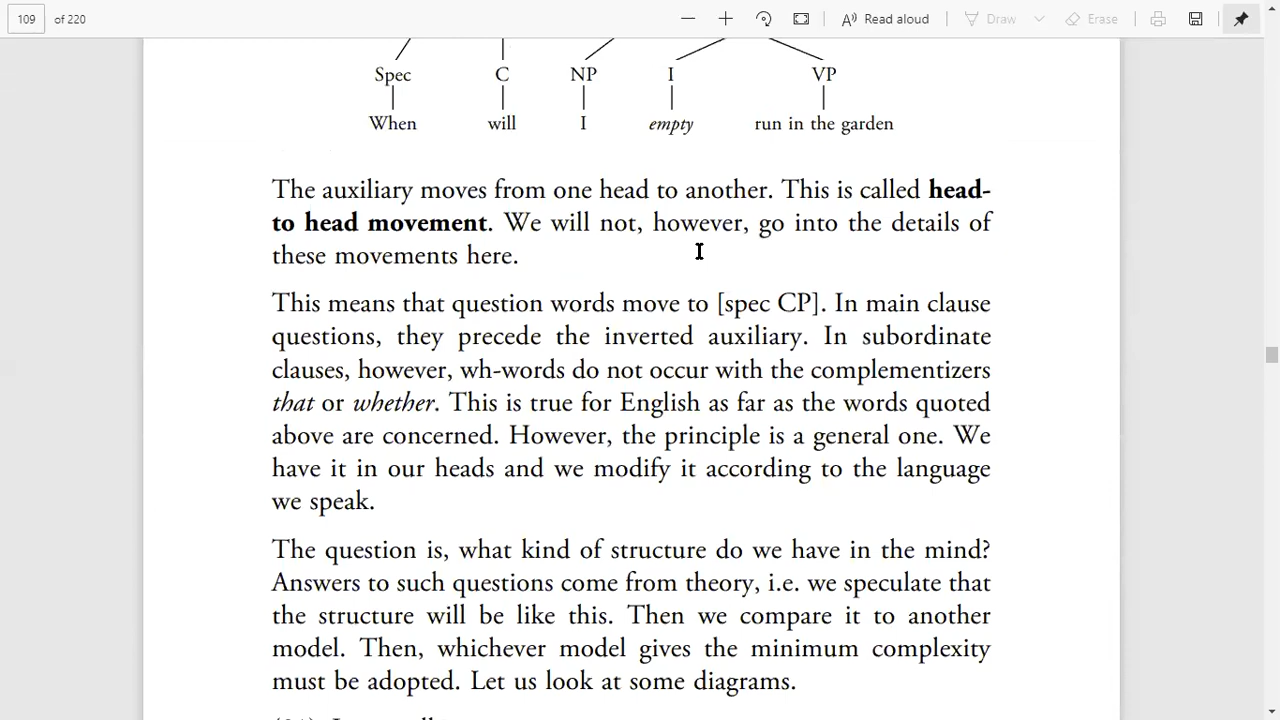 109 of 220
Read aloud
Draw
Erase
Spec C NP I VP
When will I empty run in the garden
The auxiliary moves from one head to another. This is called head-
to head movement. We will not, however, go into the details of
these movements here.
This means that question words move to [spec CP]. In main clause
questions, they precede the inverted auxiliary. In subordinate
clauses, however, wh-words do not occur with the complementizers
that or whether. This is true for English as far as the words quoted
above are concerned. However, the principle is a general one. We
have it in our heads and we modify it according to the language
we speak.
The question is, what kind of structure do we have in the mind?
Answers to such questions come from theory, i.e. we speculate that
the structure will be like this. Then we compare it to another
model. Then, whichever model gives the minimum complexity
must be adopted. Let us look at some diagrams.